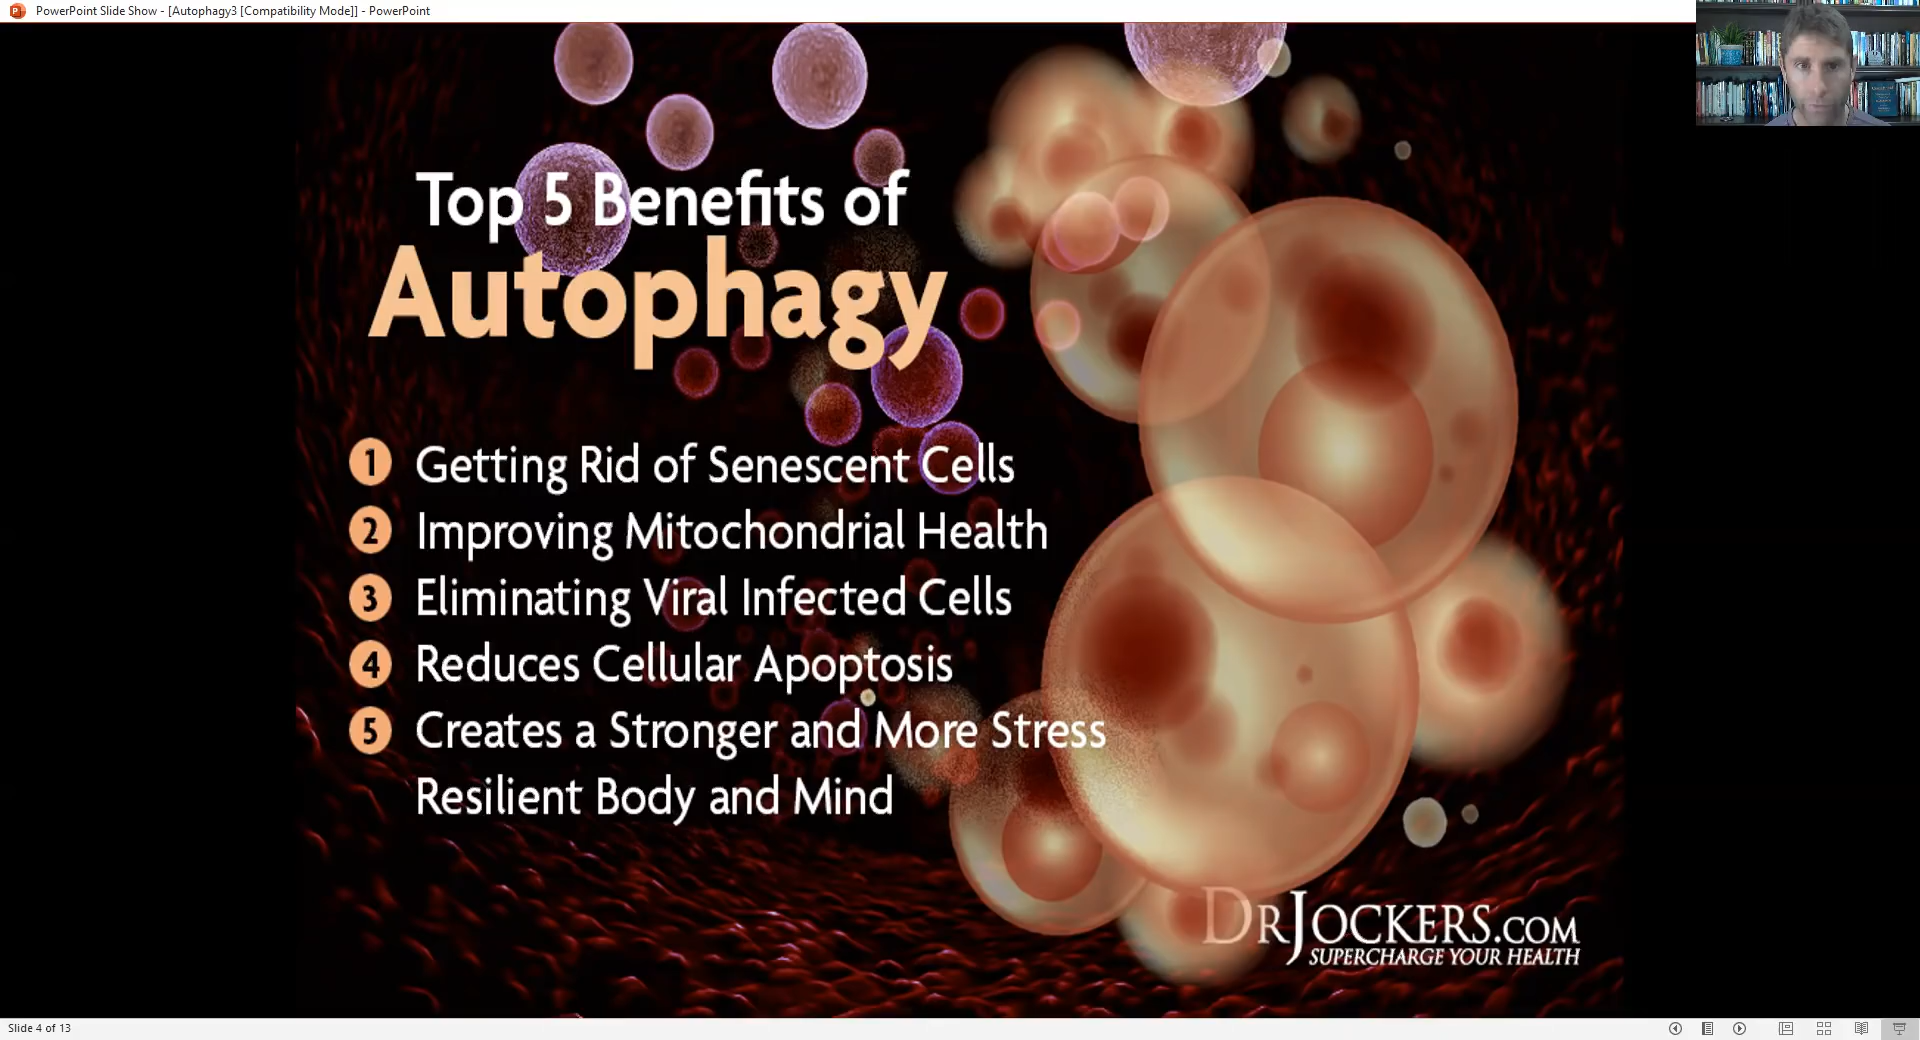 PowerPoint Slide Show - [Autophagy3 [Compatibility Mode]] - PowerPoint
Top 5 Benefits of
Autophagy
1 Getting Rid of Senescent Cells
2 Improving Mitochondrial Health
3 Eliminating Viral Infected Cells
4 Reduces Cellular Apoptosis
5 Creates a Stronger and More Stress
Resilient Body and Mind
DRJOCKERS.COM
SUPERCHARGE YOUR HEALTH
Slide 4 of 13